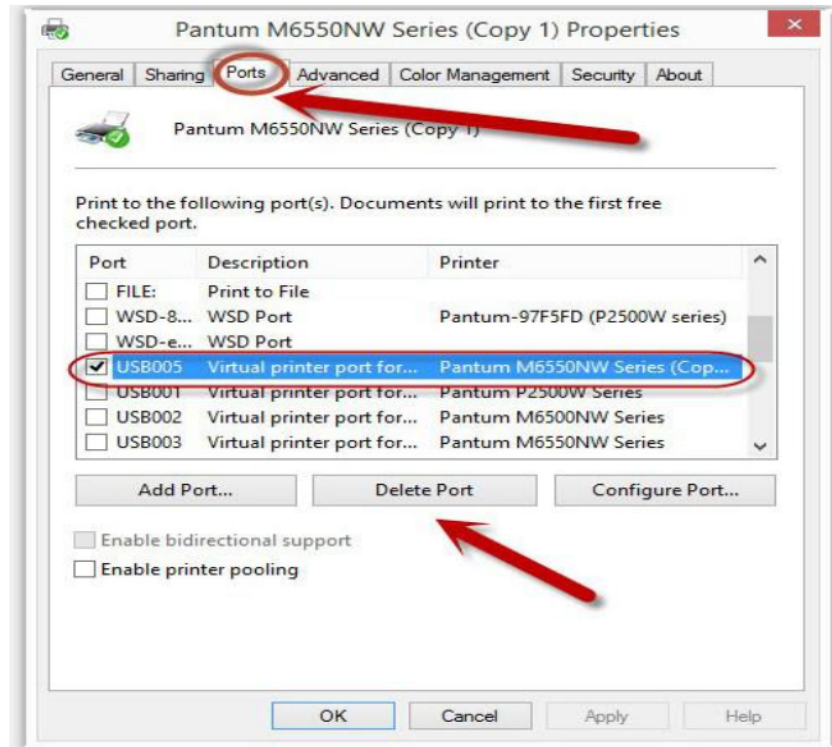 Pantum M6550NW Series (Copy 1) Properties
General Sharing Ports Advanced Color Management Security About
Pantum M6550NW Series (Copy 1)
Print to the following port(s). Documents will print to the first free
checked port.
Port Description Printer
FILE: Print to File
WSD-8... WSD Port Pantum-97F5FD (P2500W series)
WSD-e... WSD Port
USB005 Virtual printer port for... Pantum M6550NW Series (Cop...
USB001 Virtual printer port for... Pantum P2500W Series
USB002 Virtual printer port for... Pantum M6500NW Series
USB003 Virtual printer port for... Pantum M6550NW Series
Add Port... Delete Port Configure Port...
Enable bidirectional support
Enable printer pooling
OK Cancel Apply Help